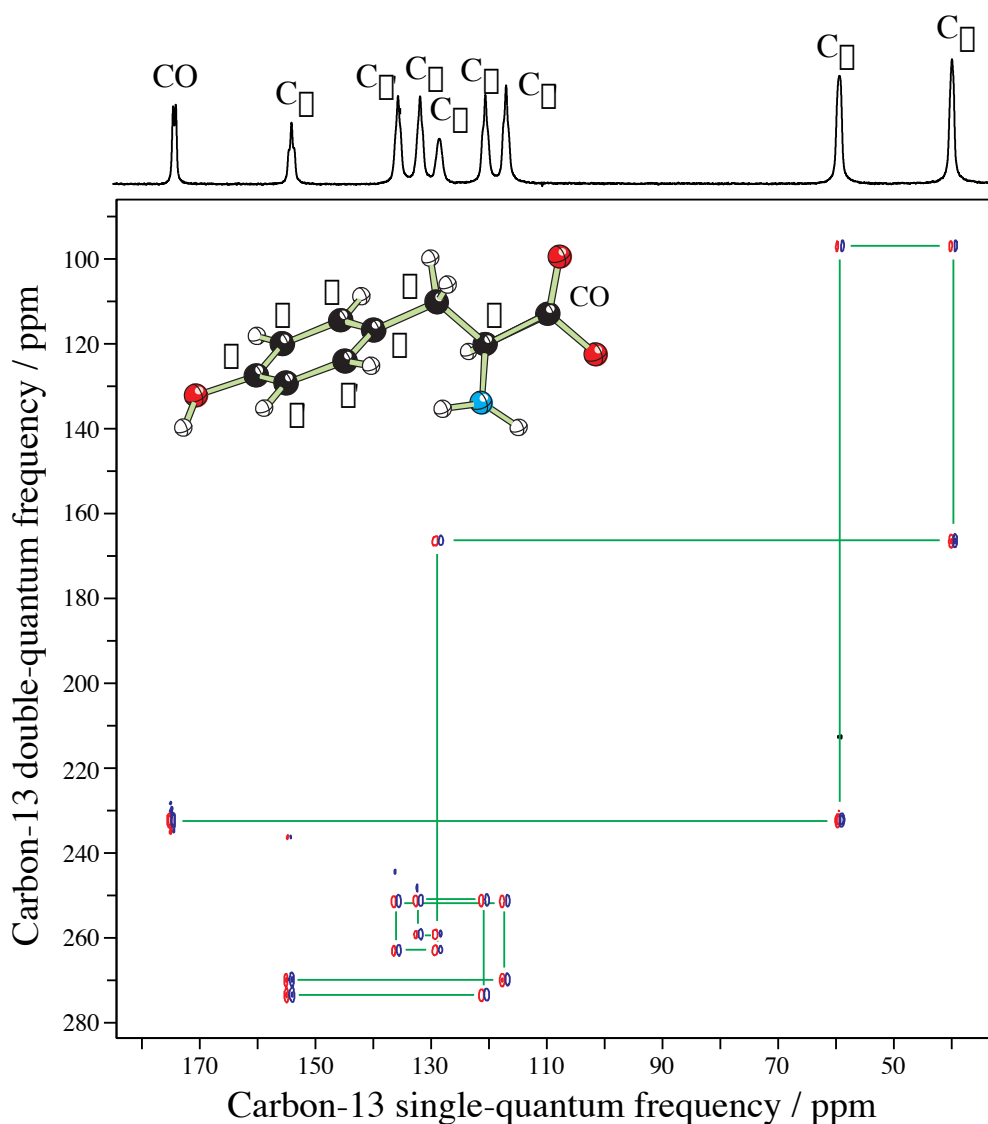 CO
C▯
C▯'
C▯
C▯
C▯
C▯
C▯
C▯
100
120
140
160
180
200
220
240
260
280
Carbon-13 double-quantum frequency / ppm
▯
▯
▯
▯
▯
▯
▯'
▯
CO
170
150
130
110
90
70
50
Carbon-13 single-quantum frequency / ppm